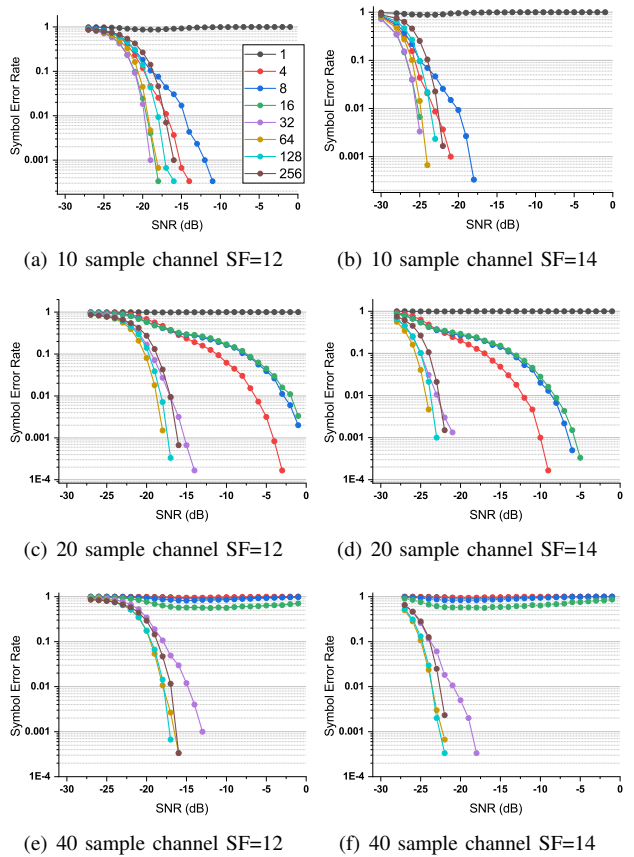 1
0.1
0.01
0.001
Symbol Error Rate
-30 -25 -20 -15 -10 -5 0
SNR (dB)
1
4
8
16
32
64
128
256
(a) 10 sample channel SF=12
1
0.1
0.01
0.001
Symbol Error Rate
-30 -25 -20 -15 -10 -5 0
SNR (dB)
(b) 10 sample channel SF=14
1
0.1
0.01
0.001
1E-4
Symbol Error Rate
-30 -25 -20 -15 -10 -5 0
SNR (dB)
(c) 20 sample channel SF=12
1
0.1
0.01
0.001
1E-4
Symbol Error Rate
-30 -25 -20 -15 -10 -5 0
SNR (dB)
(d) 20 sample channel SF=14
1
0.1
0.01
0.001
1E-4
Symbol Error Rate
-30 -25 -20 -15 -10 -5 0
SNR (dB)
(e) 40 sample channel SF=12
1
0.1
0.01
0.001
1E-4
Symbol Error Rate
-30 -25 -20 -15 -10 -5 0
SNR (dB)
(f) 40 sample channel SF=14